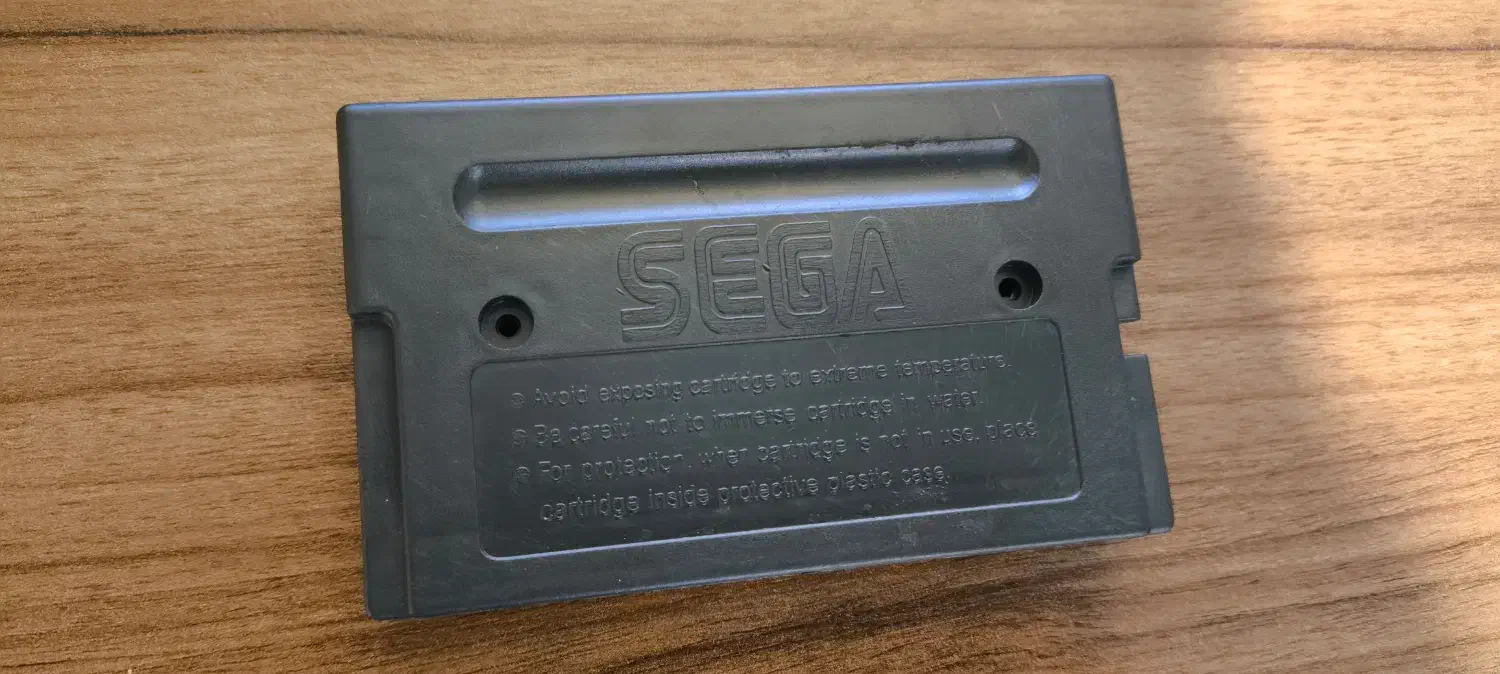 SEGA
● Avoid exposing cartridge to extreme temperature.
● Be careful not to immerse cartridge in water.
● For protection, when cartridge is not in use, place
cartridge inside protective plastic case.